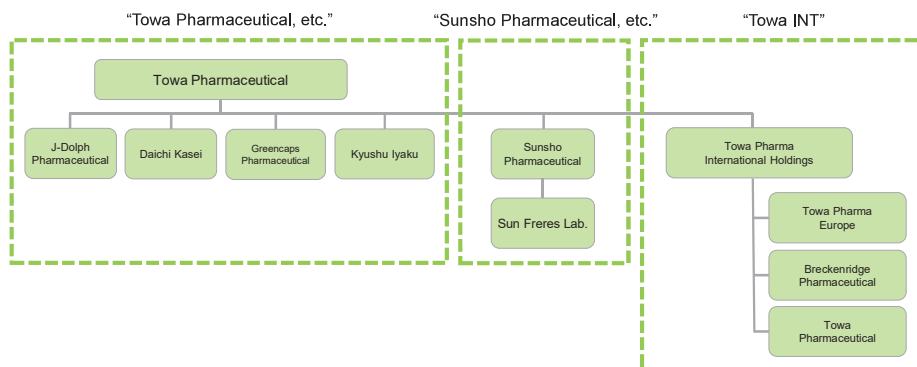 “Towa Pharmaceutical, etc.”
“Sunsho Pharmaceutical, etc.”
“Towa INT”
Towa Pharmaceutical
J-Dolph
Pharmaceutical
Daichi Kasei
Greencaps
Pharmaceutical
Kyushu Iyaku
Sunsho
Pharmaceutical
Towa Pharma
International Holdings
Sun Freres Lab.
Towa Pharma
Europe
Breckenridge
Pharmaceutical
Towa
Pharmaceutical